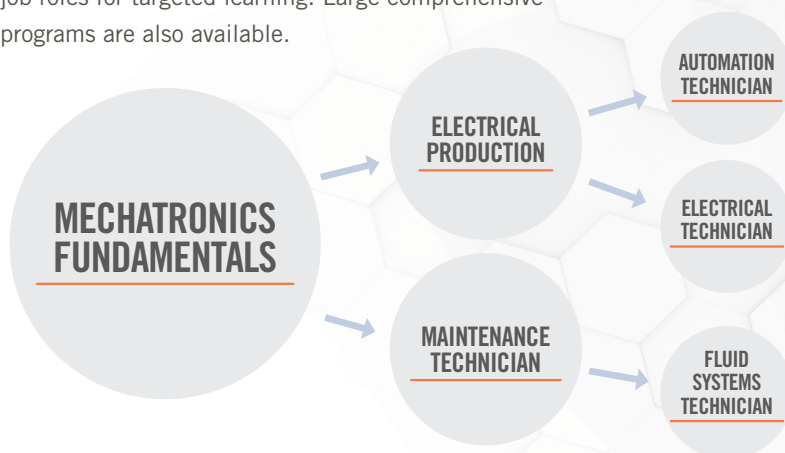 job roles for targeted learning. Large comprehensive
programs are also available.
MECHATRONICS
FUNDAMENTALS
ELECTRICAL
PRODUCTION
MAINTENANCE
TECHNICIAN
AUTOMATION
TECHNICIAN
ELECTRICAL
TECHNICIAN
FLUID
SYSTEMS
TECHNICIAN